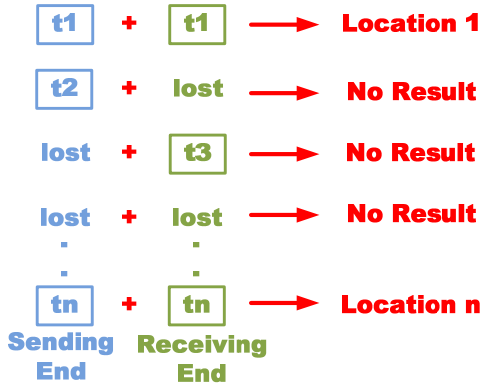 t1 + t1 Location 1
t2 + lost No Result
lost + t3 No Result
lost + lost No Result
: :
tn + tn Location n
Sending Receiving
End End